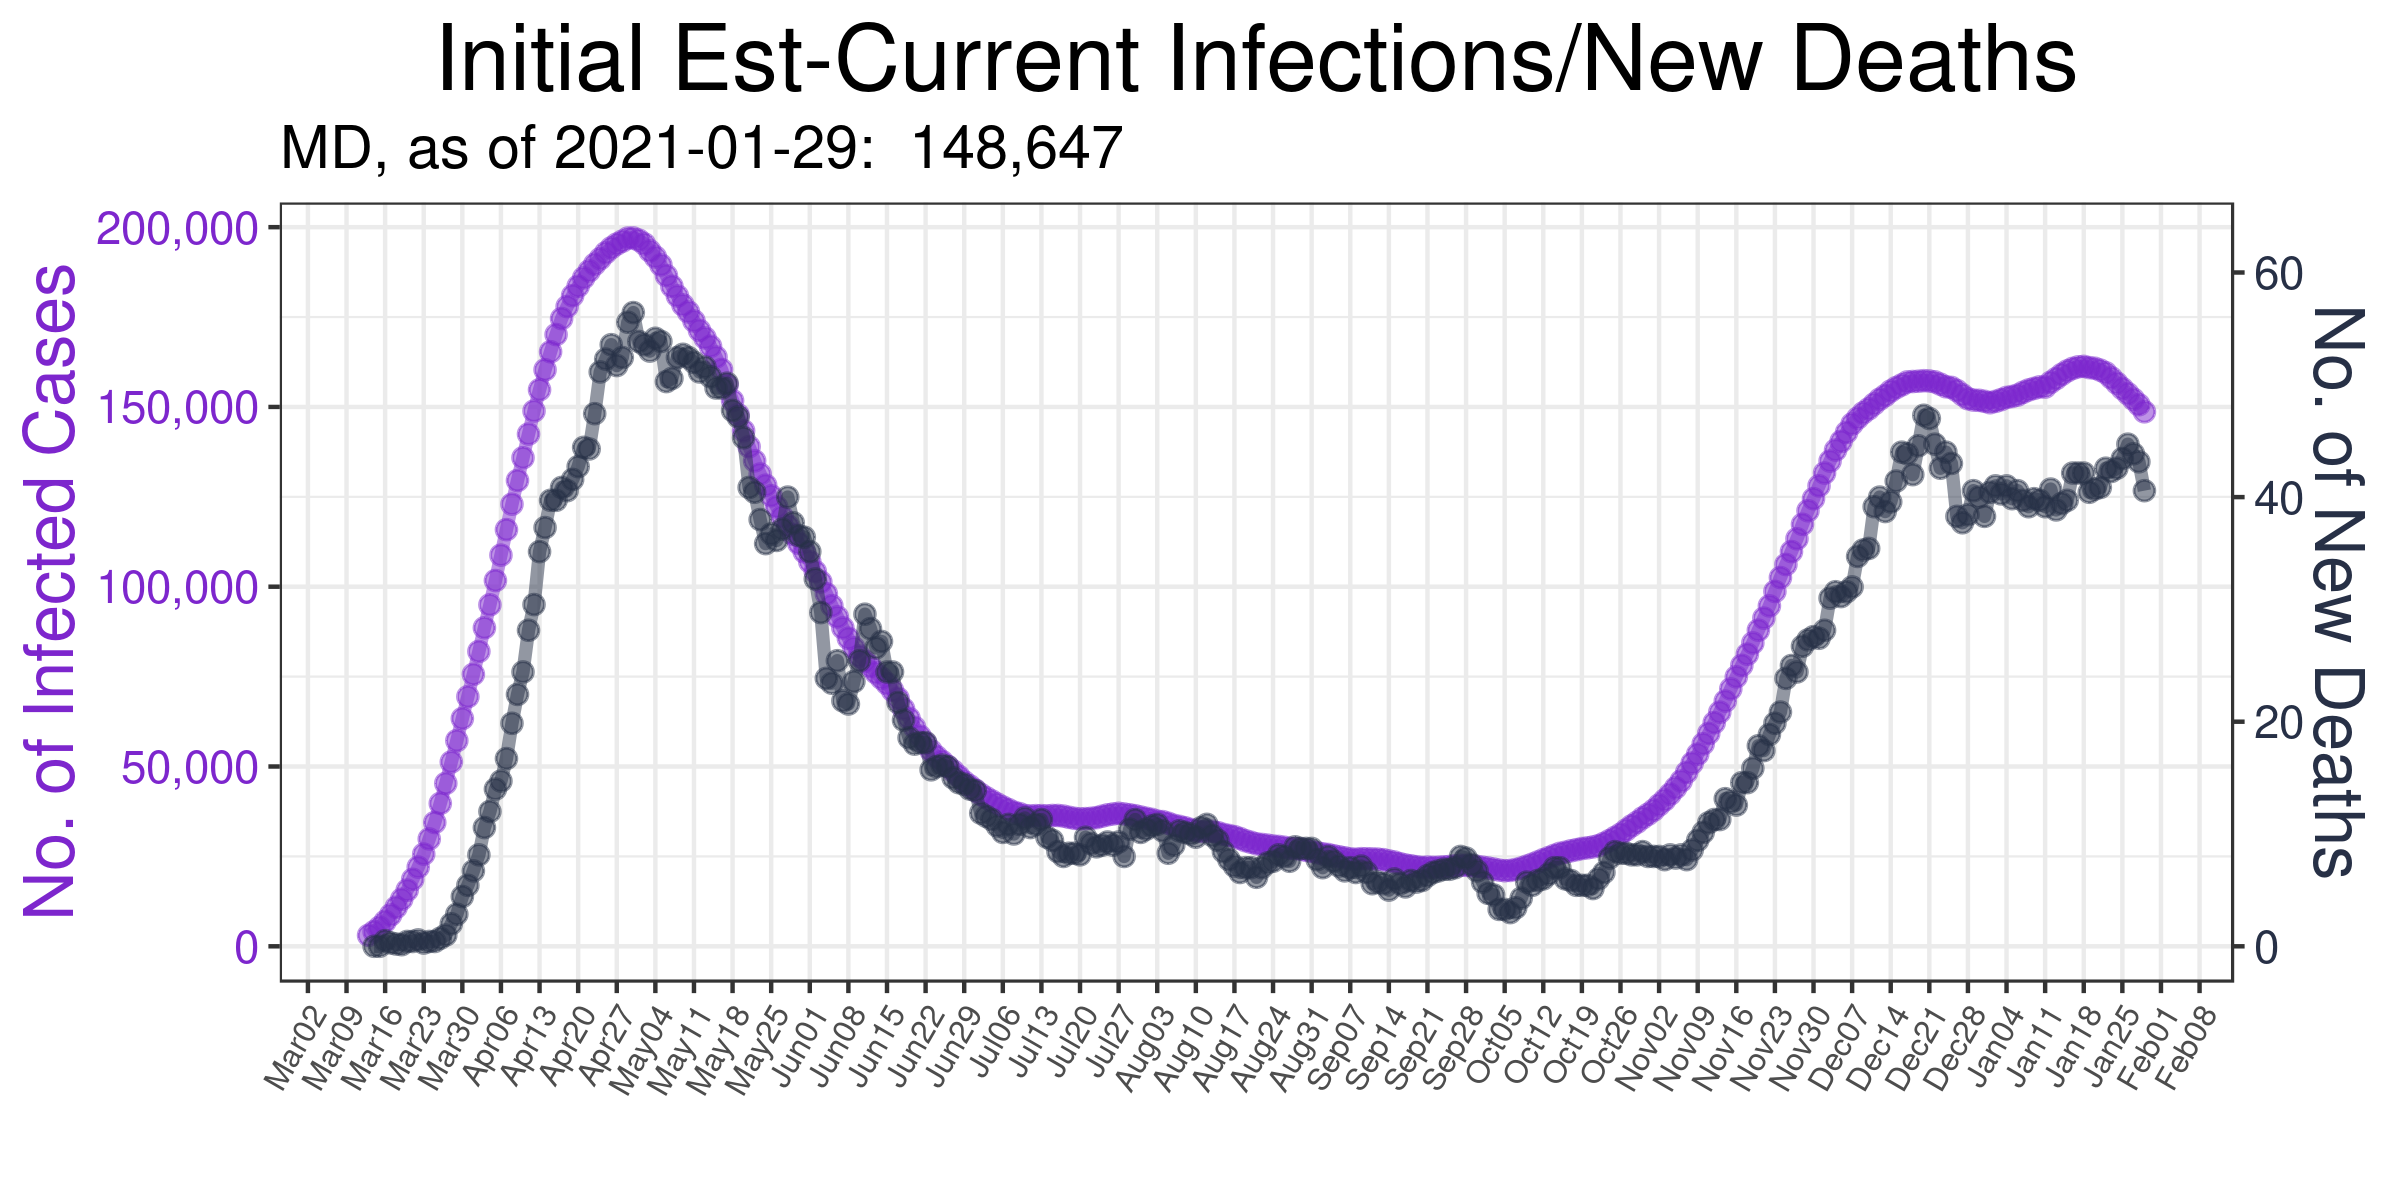 Initial Est-Current Infections/New Deaths
MD, as of 2021-01-29:  148,647
No. of Infected Cases
200,000
150,000
100,000
50,000
0
60
40
20
0
No. of New Deaths
Mar02
Mar09
Mar16
Mar23
Mar30
Apr06
Apr13
Apr20
Apr27
May04
May11
May18
May25
Jun01
Jun08
Jun15
Jun22
Jun29
Jul06
Jul13
Jul20
Jul27
Aug03
Aug10
Aug17
Aug24
Aug31
Sep07
Sep14
Sep21
Sep28
Oct05
Oct12
Oct19
Oct26
Nov02
Nov09
Nov16
Nov23
Nov30
Dec07
Dec14
Dec21
Dec28
Jan04
Jan11
Jan18
Jan25
Feb01
Feb08